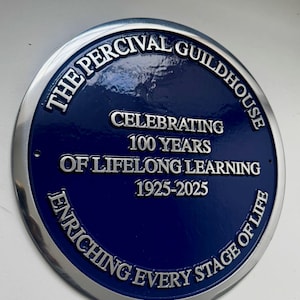 THE PERCIVAL GUILDHOUSE
CELEBRATING
100 YEARS
OF LIFELONG LEARNING
1925-2025
ENRICHING EVERY STAGE OF LIFE